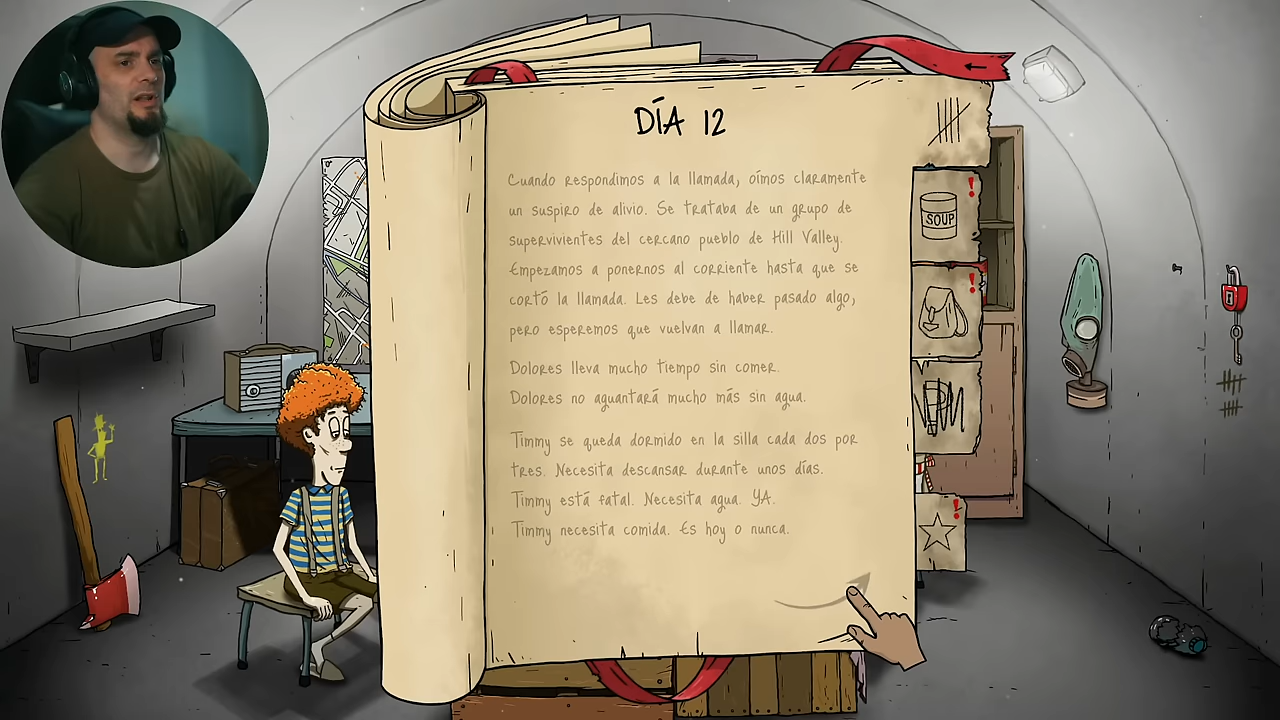 DÍA 12
Cuando respondimos a la llamada, oímos claramente
un suspiro de alivio. Se trataba de un grupo de
supervivientes del cercano pueblo de Hill Valley.
Empezamos a ponernos al corriente hasta que se
cortó la llamada. Les debe de haber pasado algo,
pero esperemos que vuelvan a llamar.
Dolores lleva mucho tiempo sin comer.
Dolores no aguantará mucho más sin agua.
Timmy se queda dormido en la silla cada dos por
tres. Necesita descansar durante unos días.
Timmy está fatal. Necesita agua. YA.
Timmy necesita comida. Es hoy o nunca.
!
SOUP
!
!